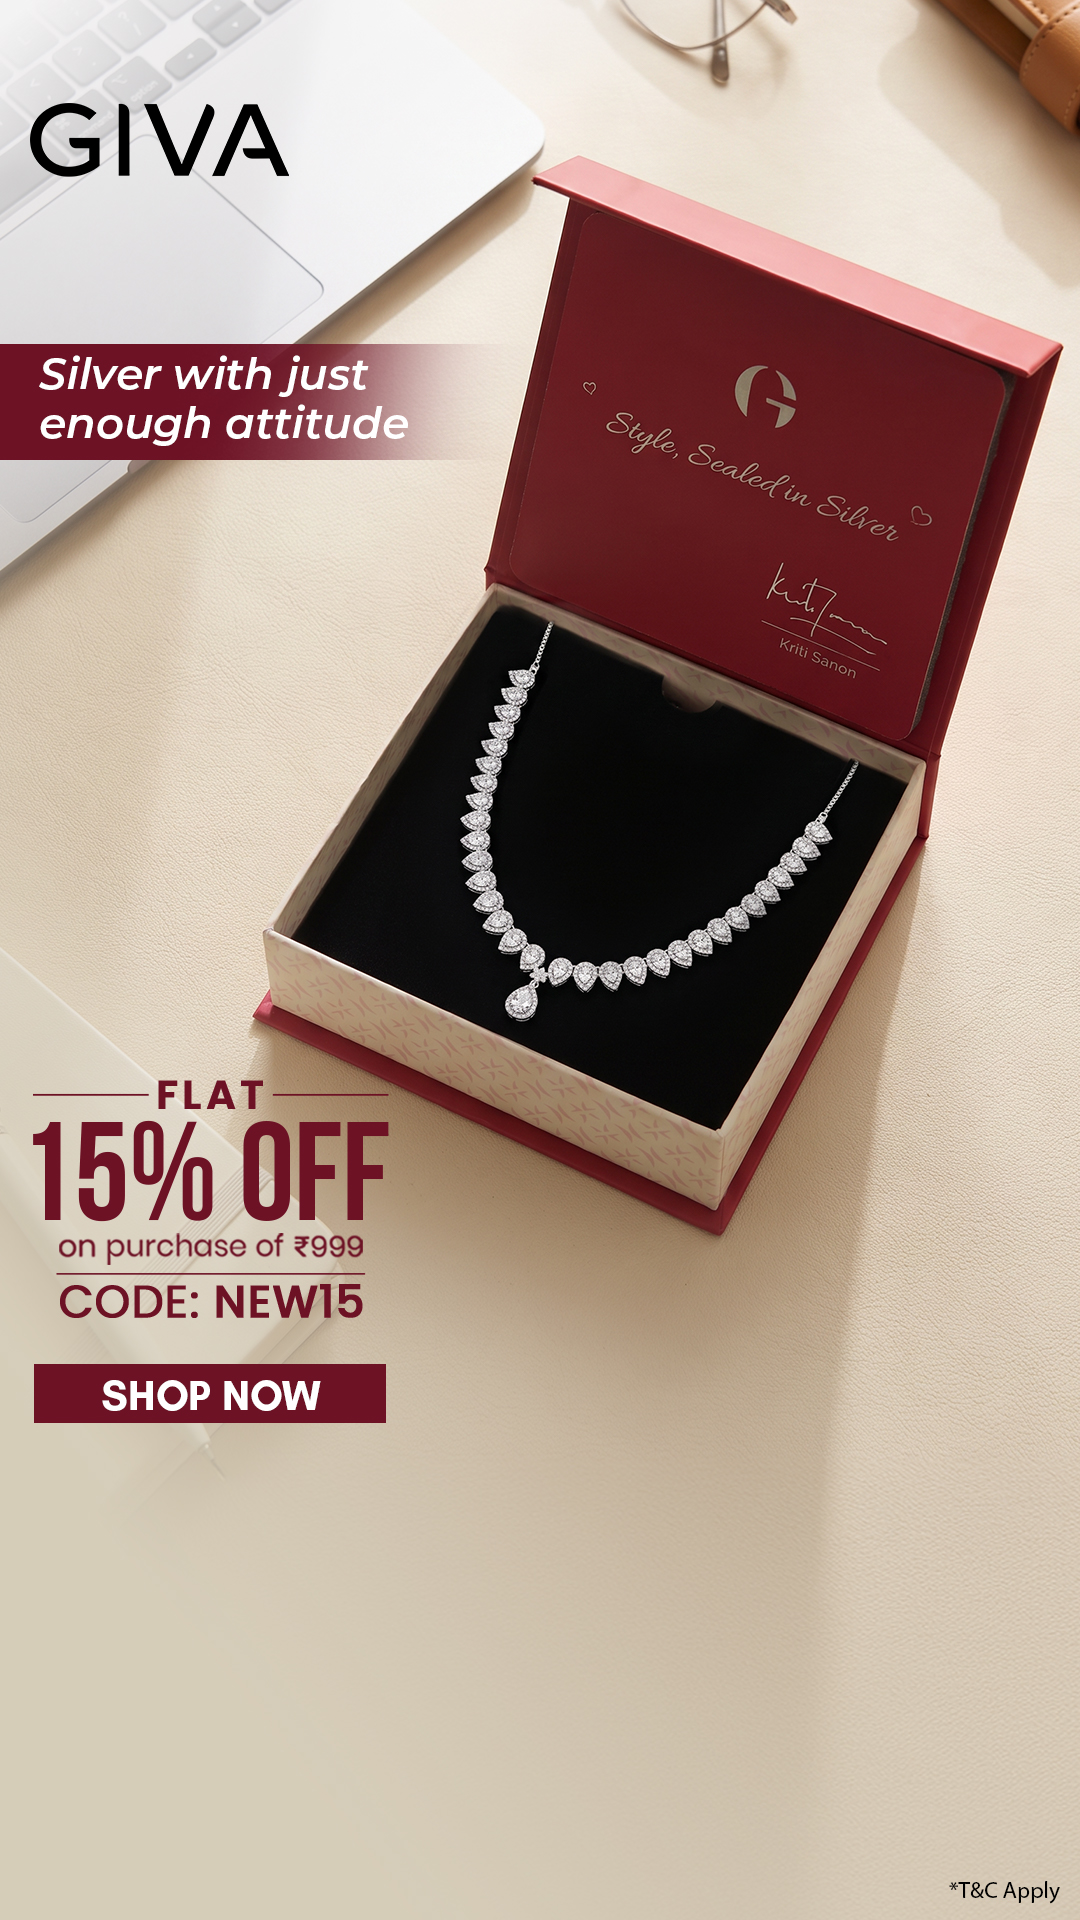 GIVA
Silver with just
enough attitude
Style, Sealed in Silver
Kriti Sanon
FLAT
15% OFF
on purchase of ₹999
CODE: NEW15
SHOP NOW
*T&C Apply